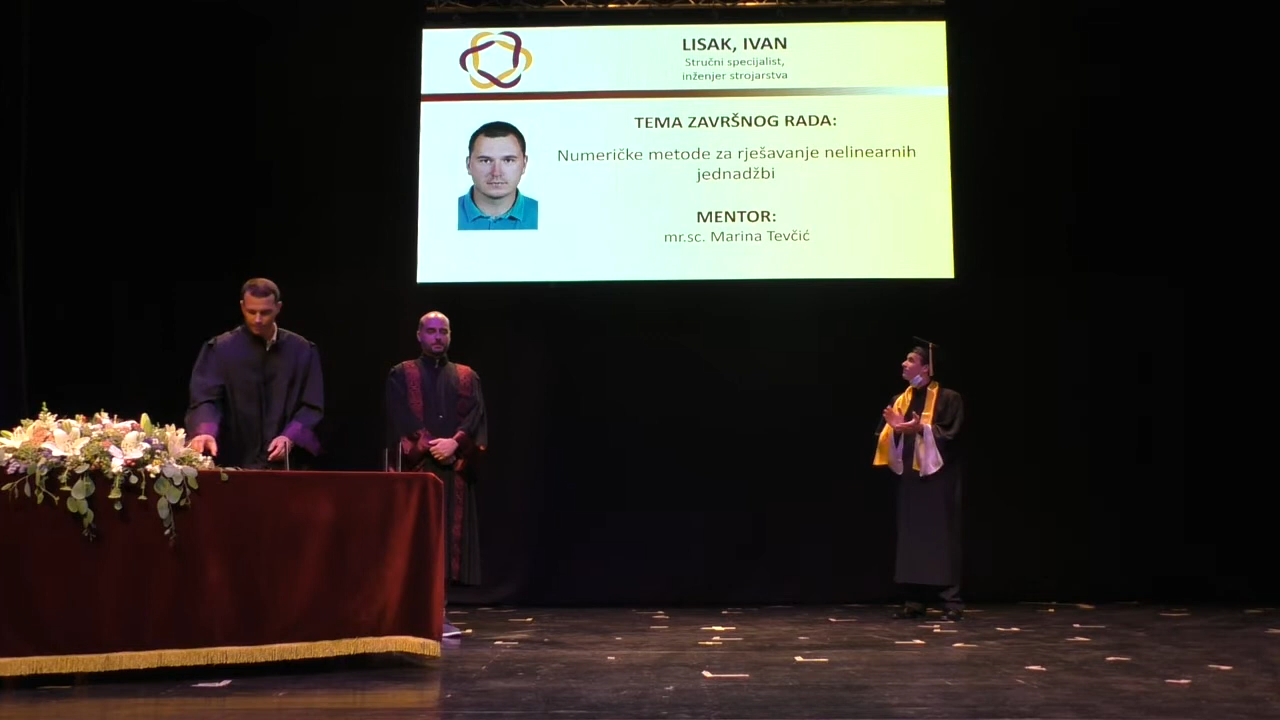 LISAK, IVAN
Stručni specijalist,
inženjer strojarstva
TEMA ZAVRŠNOG RADA:
Numeričke metode za rješavanje nelinearnih
jednadžbi
MENTOR:
mr.sc. Marina Tevčić